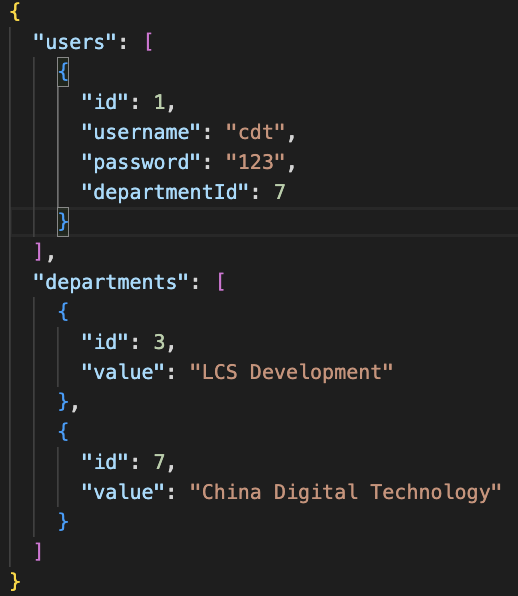 {
  "users": [
    {
      "id": 1,
      "username": "cdt",
      "password": "123",
      "departmentId": 7
    }
  ],
  "departments": [
    {
      "id": 3,
      "value": "LCS Development"
    },
    {
      "id": 7,
      "value": "China Digital Technology"
    }
  ]
}